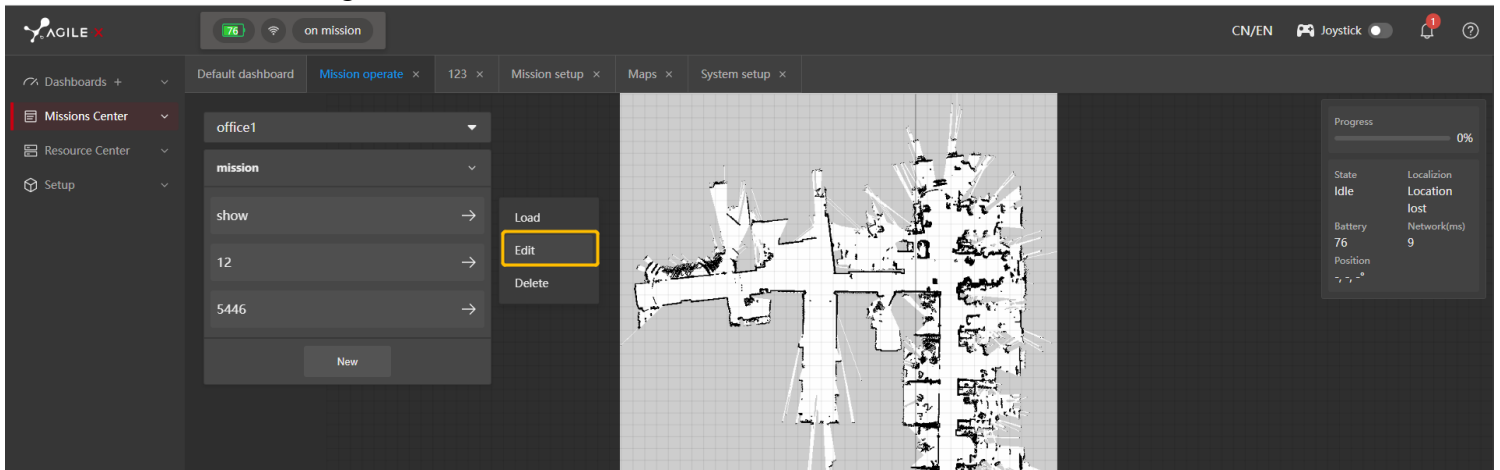 AGILE X
76
on mission
CN/EN
Joystick
1
?
Dashboards +
Default dashboard
Mission operate ×
123 ×
Mission setup ×
Maps ×
System setup ×
Missions Center
Resource Center
Setup
office1
mission
show
12
5446
New
Load
Edit
Delete
Progress
0%
State
Localizion
Idle
Location
lost
Battery
Network(ms)
76
9
Position
-, -, -°